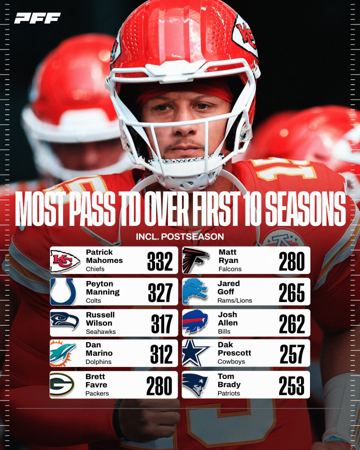 PFF
MOST PASS TD OVER FIRST 10 SEASONS
INCL. POSTSEASON
Patrick Mahomes
Chiefs
332
Peyton Manning
Colts
327
Russell Wilson
Seahawks
317
Dan Marino
Dolphins
312
Brett Favre
Packers
280
Matt Ryan
Falcons
280
Jared Goff
Rams/Lions
265
Josh Allen
Bills
262
Dak Prescott
Cowboys
257
Tom Brady
Patriots
253